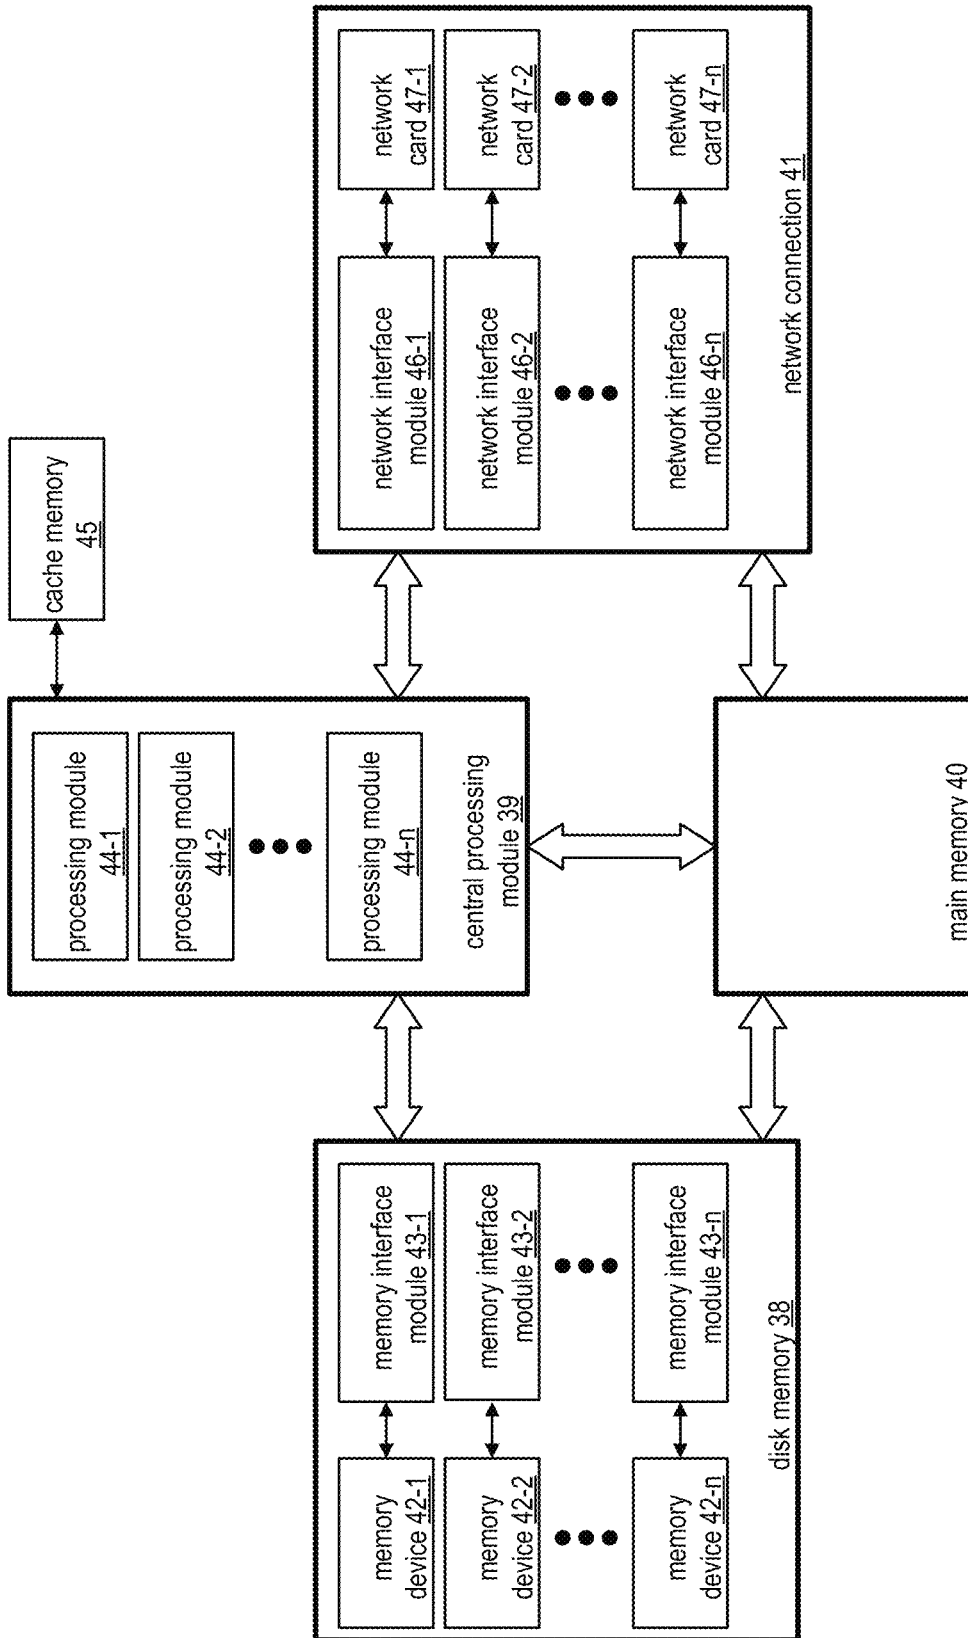 cache memory
45
processing module
44-1
processing module
44-2
processing module
44-n
central processing
module 39
memory
device 42-1
memory interface
module 43-1
memory
device 42-2
memory interface
module 43-2
memory
device 42-n
memory interface
module 43-n
disk memory 38
network interface
module 46-1
network
card 47-1
network interface
module 46-2
network
card 47-2
network interface
module 46-n
network
card 47-n
network connection 41
main memory 40